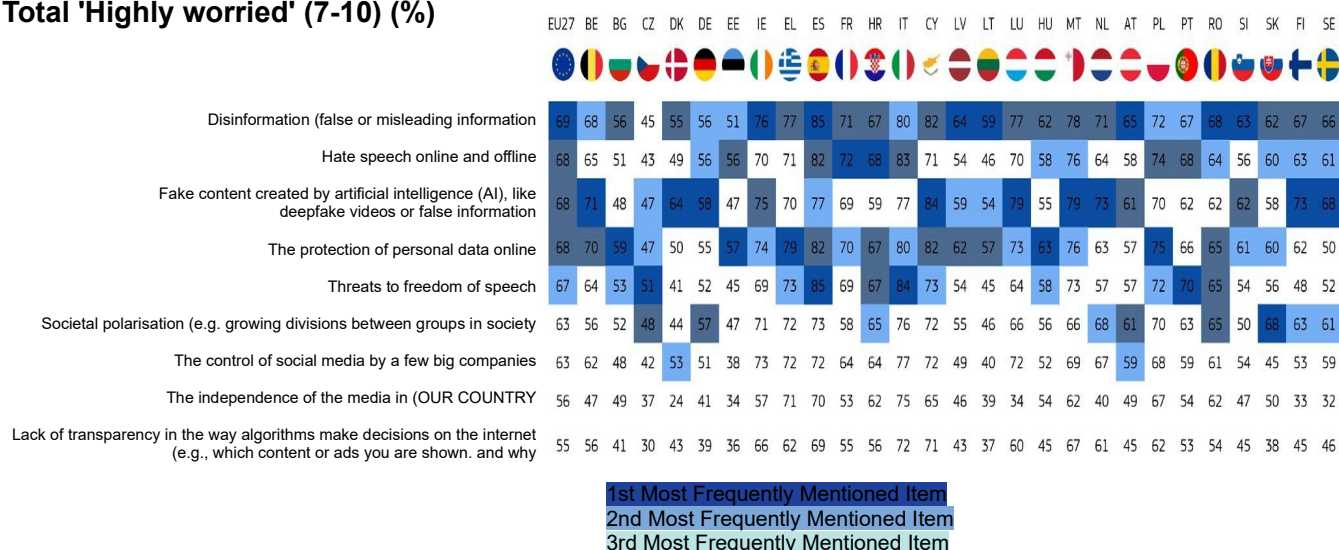 Total 'Highly worried' (7-10) (%)
EU27 BE BG CZ DK DE EE IE EL ES FR HR IT CY LV LT LU HU MT NL AT PL PT RO SI SK FI SE
Disinformation (false or misleading information 69 68 56 45 55 56 51 76 77 85 71 67 80 82 64 59 77 62 78 71 65 72 67 68 63 62 67 66
Hate speech online and offline 68 65 51 43 49 56 56 70 71 82 72 68 83 71 54 46 70 58 76 64 58 74 68 64 56 60 63 61
Fake content created by artificial intelligence (AI), like
deepfake videos or false information 68 71 48 47 64 58 47 75 70 77 69 59 77 84 59 54 79 55 79 73 61 70 62 62 62 58 73 68
The protection of personal data online 68 70 59 47 50 55 57 74 79 82 70 67 80 82 62 57 73 63 76 63 57 75 66 65 61 60 62 50
Threats to freedom of speech 67 64 53 51 41 52 45 69 73 85 69 67 84 73 54 45 64 58 73 57 57 72 70 65 54 56 48 52
Societal polarisation (e.g. growing divisions between groups in society 63 56 52 48 44 57 47 71 72 73 58 65 76 72 55 46 66 56 66 68 61 70 63 65 50 68 63 61
The control of social media by a few big companies 63 62 48 42 53 51 38 73 72 72 64 64 77 72 49 40 72 52 69 67 59 68 59 61 54 45 53 59
The independence of the media in (OUR COUNTRY 56 47 49 37 24 41 34 57 71 70 53 62 75 65 46 39 34 54 62 40 49 67 54 62 47 50 33 32
Lack of transparency in the way algorithms make decisions on the internet
(e.g., which content or ads you are shown. and why 55 56 41 30 43 39 36 66 62 69 55 56 72 71 43 37 60 45 67 61 45 62 53 54 45 38 45 46
1st Most Frequently Mentioned Item
2nd Most Frequently Mentioned Item
3rd Most Frequently Mentioned Item